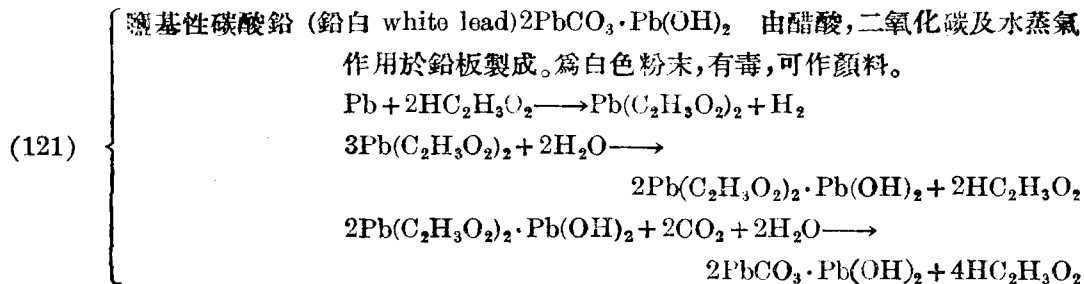 鹽基性碳酸鉛 (鉛白 white lead) 2PbCO₃·Pb(OH)₂ 由醋酸,二氧化碳及水蒸氣
作用於鉛板製成。爲白色粉末,有毒,可作顏料。
Pb+2HC₂H₃O₂⟶Pb(C₂H₃O₂)₂+H₂
(121)
3Pb(C₂H₃O₂)₂+2H₂O⟶
2Pb(C₂H₃O₂)₂·Pb(OH)₂+2HC₂H₃O₂
2Pb(C₂H₃O₂)₂·Pb(OH)₂+2CO₂+2H₂O⟶
2PbCO₃·Pb(OH)₂+4HC₂H₃O₂